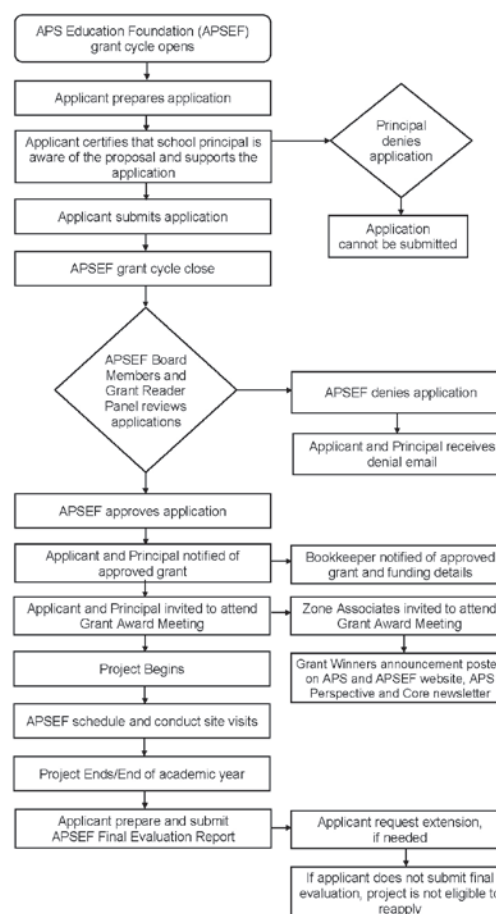 APS Education Foundation (APSEF)
grant cycle opens
Applicant prepares application
Applicant certifies that school principal is
aware of the proposal and supports the
application
Principal
denies
application
Applicant submits application
Application
cannot be submitted
APSEF grant cycle close
APSEF Board
Members and
Grant Reader
Panel reviews
applications
APSEF denies application
Applicant and Principal receives
denial email
APSEF approves application
Applicant and Principal notified of
approved grant
Bookkeeper notified of approved
grant and funding details
Applicant and Principal invited to attend
Grant Award Meeting
Zone Associates invited to attend
Grant Award Meeting
Grant Winners announcement poste
on APS and APSEF website, APS
Perspective and Core newsletter
Project Begins
APSEF schedule and conduct site visits
Project Ends/End of academic year
Applicant prepare and submit
APSEF Final Evaluation Report
Applicant request extension,
if needed
If applicant does not submit final
evaluation, project is not eligible to
reapply